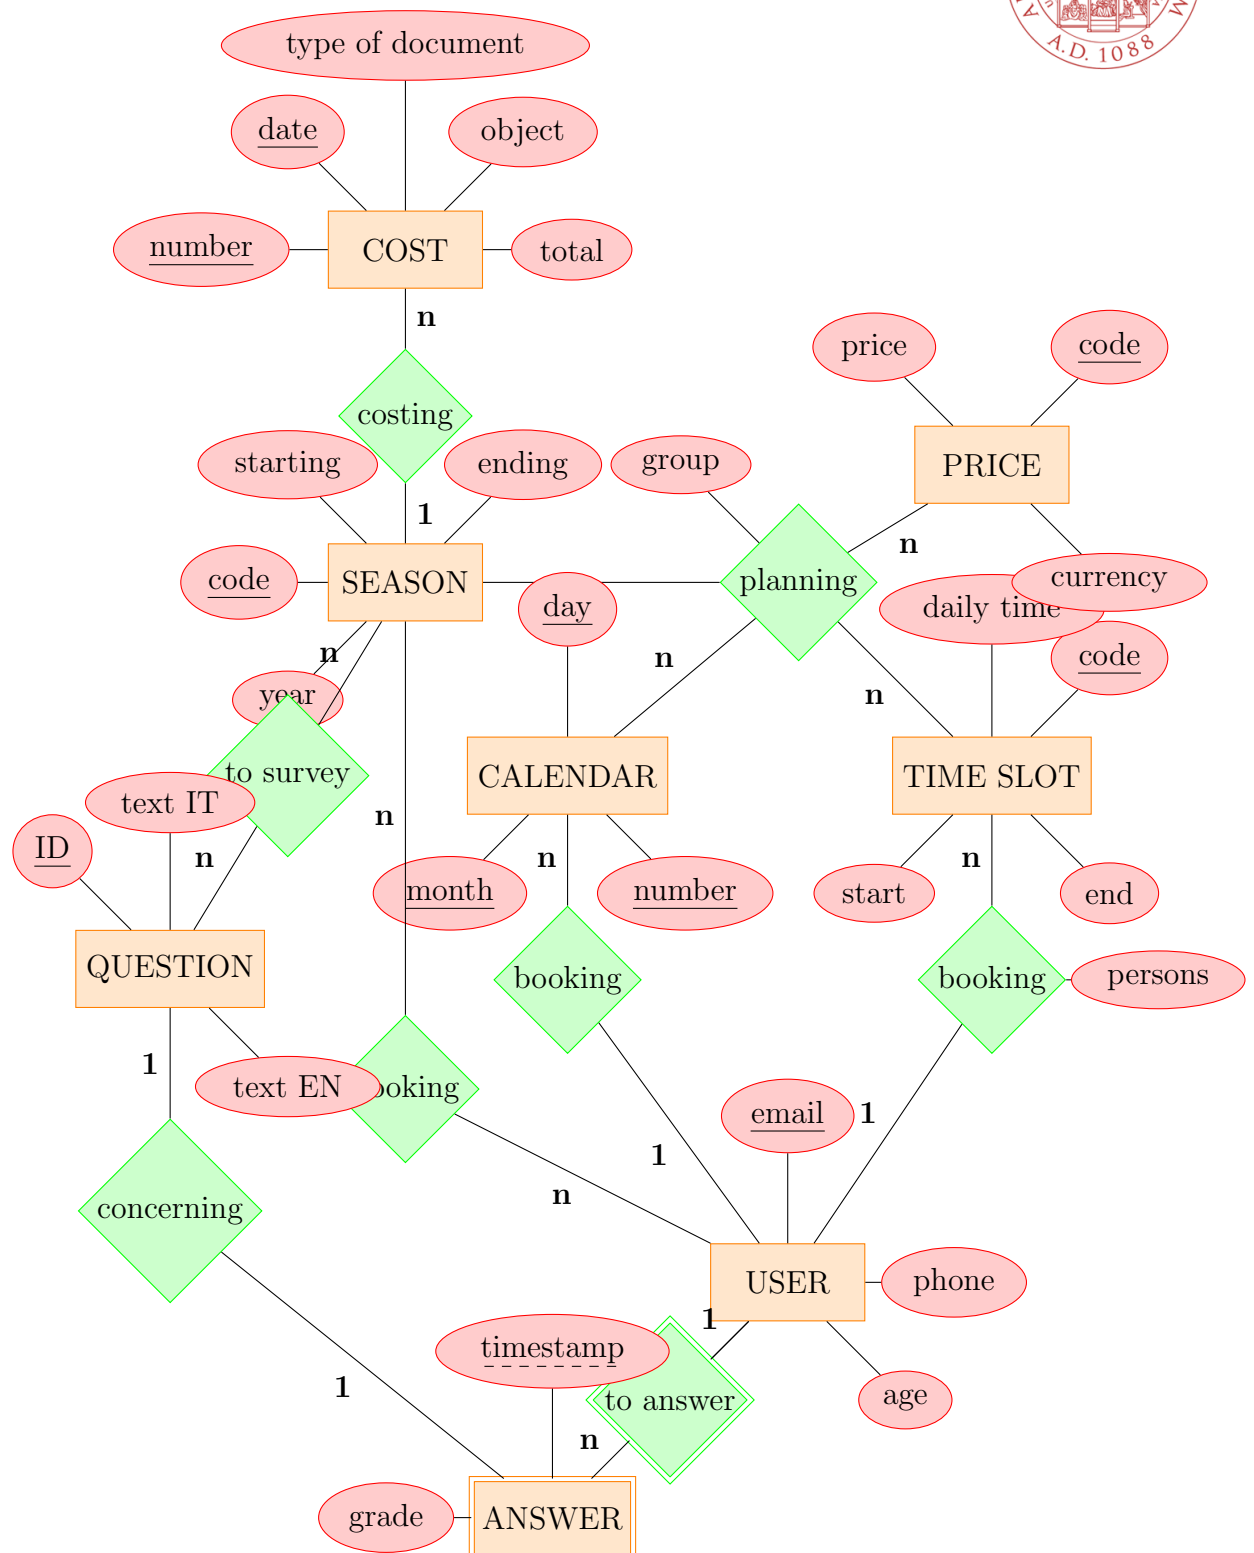 type of document
A.D. 1088
date
object
number
COST
total
n
price
code
costing
starting
ending
group
PRICE
1
n
code
SEASON
planning
currency
day
daily time
n
n
code
year
n
to survey
CALENDAR
TIME SLOT
text IT
n
ID
n
n
n
month
number
start
end
QUESTION
booking
booking
persons
1
text EN
email
1
1
n
concerning
USER
phone
1
timestamp
1
to answer
age
n
grade
ANSWER